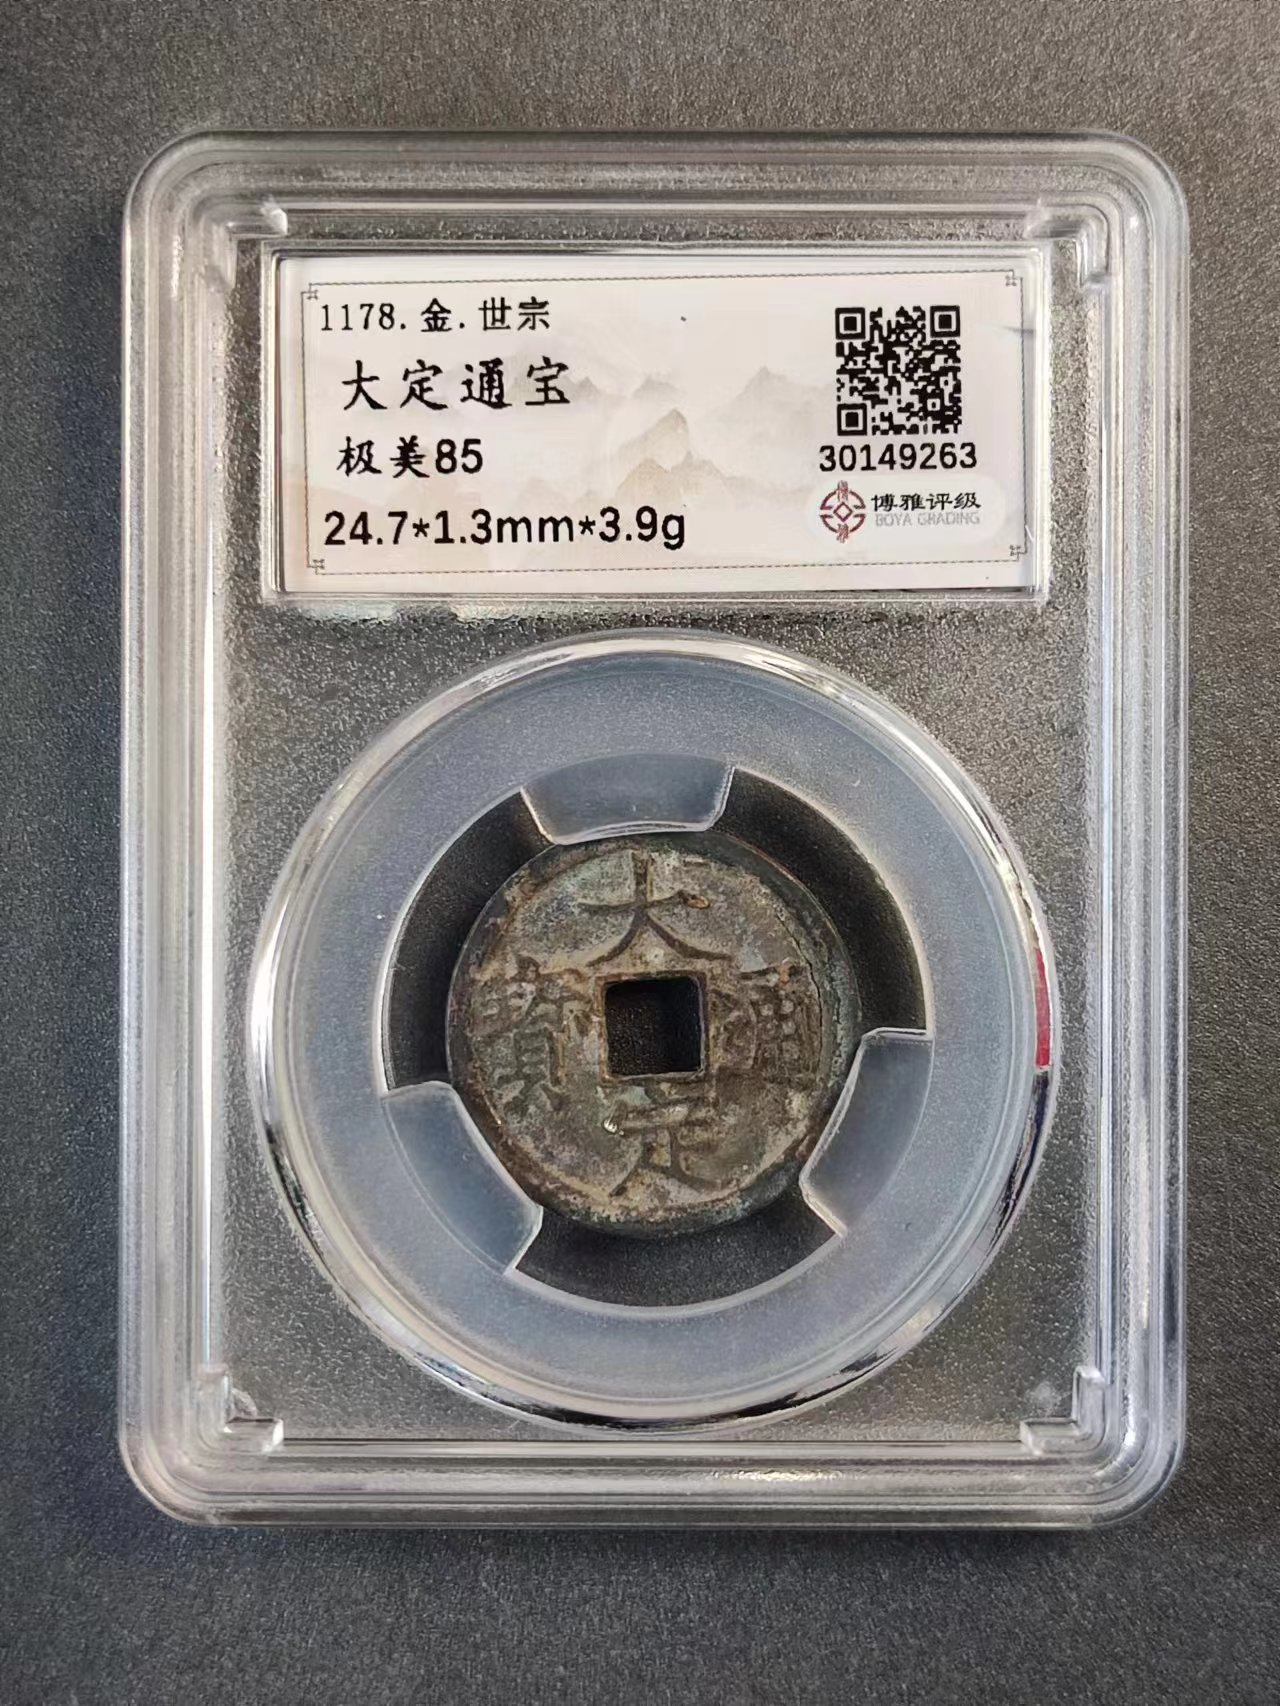 1178.金.世宗
大定通宝
极美85
24.7*1.3mm*3.9g
30149263
博雅评级
BOYA GRADING
大
定
通
寳